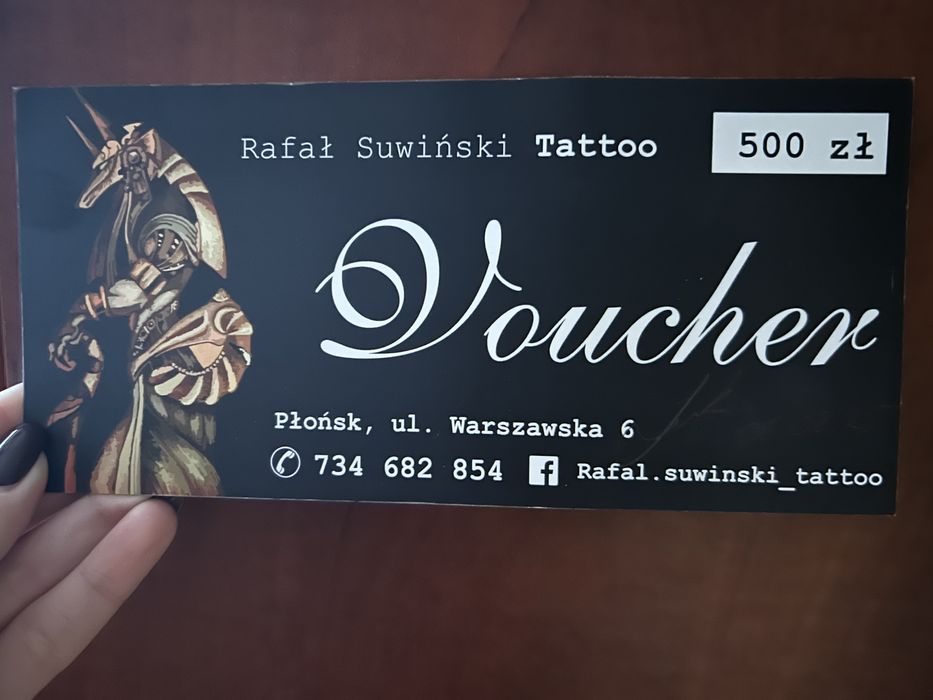 Rafał Suwiński Tattoo
500 zł
Voucher
Płońsk, ul. Warszawska 6
734 682 854 Rafal.suwinski_tattoo